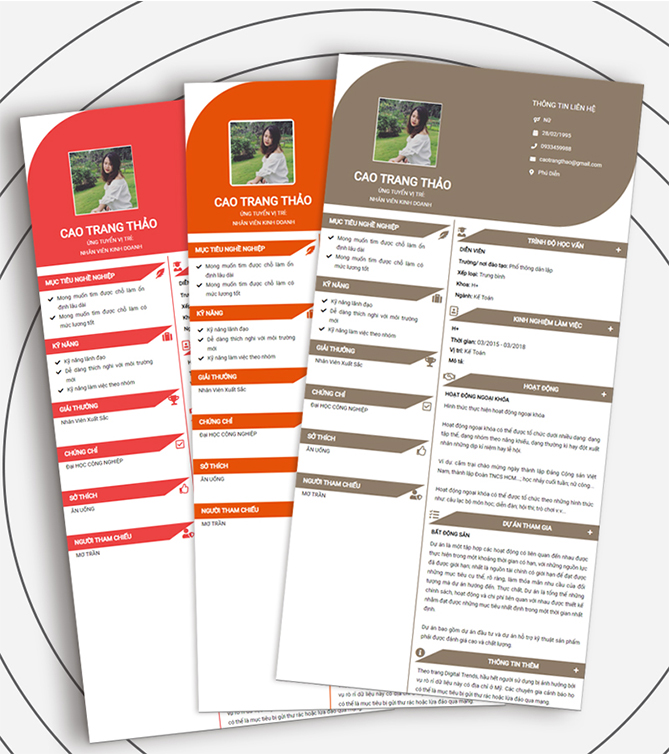 CAO TRANG THẢO
ỨNG TUYỂN VỊ TRÍ
NHÂN VIÊN KINH DOANH
MỤC TIÊU NGHỀ NGHIỆP
Mong muốn tìm được chỗ làm ổn
định lâu dài
Mong muốn tìm được chỗ làm có
mức lương tốt
KỸ NĂNG
Kỹ năng lãnh đạo
Dễ dàng thích nghi với môi trường
mới
Kỹ năng làm việc theo nhóm
GIẢI THƯỞNG
Nhân Viên Xuất Sắc
CHỨNG CHỈ
ĐẠI HỌC CÔNG NGHIỆP
SỞ THÍCH
ĂN UỐNG
NGƯỜI THAM CHIẾU
MƠ TRẦN
CAO TRANG THẢO
ỨNG TUYỂN VỊ TRÍ
NHÂN VIÊN KINH DOANH
MỤC TIÊU NGHỀ NGHIỆP
Mong muốn tìm được chỗ làm ổn
định lâu dài
Mong muốn tìm được chỗ làm có
mức lương tốt
KỸ NĂNG
Kỹ năng lãnh đạo
Dễ dàng thích nghi với môi trường
mới
Kỹ năng làm việc theo nhóm
GIẢI THƯỞNG
Nhân Viên Xuất Sắc
CHỨNG CHỈ
ĐẠI HỌC CÔNG NGHIỆP
SỞ THÍCH
ĂN UỐNG
NGƯỜI THAM CHIẾU
MƠ TRẦN
CAO TRANG THẢO
ỨNG TUYỂN VỊ TRÍ
NHÂN VIÊN KINH DOANH
THÔNG TIN LIÊN HỆ
Nữ
28/02/1995
0933459988
caotrangthao@gmail.com
Phú Diễn
MỤC TIÊU NGHỀ NGHIỆP
Mong muốn tìm được chỗ làm ổn
định lâu dài
Mong muốn tìm được chỗ làm có
mức lương tốt
KỸ NĂNG
Kỹ năng lãnh đạo
Dễ dàng thích nghi với môi trường
mới
Kỹ năng làm việc theo nhóm
GIẢI THƯỞNG
Nhân Viên Xuất Sắc
CHỨNG CHỈ
Đại HỌC CÔNG NGHIỆP
SỞ THÍCH
ĂN UỐNG
NGƯỜI THAM CHIẾU
MƠ TRẦN
TRÌNH ĐỘ HỌC VẤN
DIỄN VIÊN
Trường/ nơi đào tạo: Phổ thông dân lập
Xếp loại: Trung bình
Khoa: H+
Ngành: Kế Toán
KINH NGHIỆM LÀM VIỆC
H+
Thời gian: 03/2015 - 03/2018
Vị trí: Kế Toán
Mô tả:
HOẠT ĐỘNG
HOẠT ĐỘNG NGOẠI KHÓA
Hình thức thực hiện hoạt động ngoại khóa
Hoạt động ngoại khóa có thể được tổ chức dưới nhiều dạng: dạng
tập thể, dạng nhóm theo năng khiếu, dạng thường kì hay đột xuất
nhân những dịp kỉ niệm hay lễ hội.
Ví dụ: cắm trại chào mừng ngày thành lập Đảng Cộng sản Việt
Nam, thành lập Đoàn TNCS HCM..., học nhảy cuối tuần, nữ công...
Hoạt động ngoại khóa có thể được tổ chức theo những hình thức
như: câu lạc bộ môn học, diễn đàn, hội thi, trò chơi v.v...
DỰ ÁN THAM GIA
BẤT ĐỘNG SẢN
Dự án là một tập hợp các hoạt động có liên quan đến nhau được
thực hiện trong một khoảng thời gian có hạn, với những nguồn lực
đã được giới hạn; nhất là nguồn tài chính có giới hạn để đạt được
những mục tiêu cụ thể, rõ ràng, làm thỏa mãn nhu cầu của đối
tượng mà dự án hướng đến. Thực chất, Dự án là tổng thể những
chính sách, hoạt động và chi phí liên quan với nhau được thiết kế
nhằm đạt được những mục tiêu nhất định trong một thời gian nhất
định.
Dự án bao gồm dự án đầu tư và dự án hỗ trợ kỹ thuật sản phẩm
phải được đánh giá cao và chất lượng
THÔNG TIN THÊM
Theo trang Digital Trends, hầu hết người sử dụng bị ảnh hưởng bởi
vụ rò rỉ dữ liệu này có địa chỉ ở Mỹ. Các chuyên gia cảnh báo họ
có thể là mục tiêu bị gửi thư rác hoặc lừa đảo qua mạng.